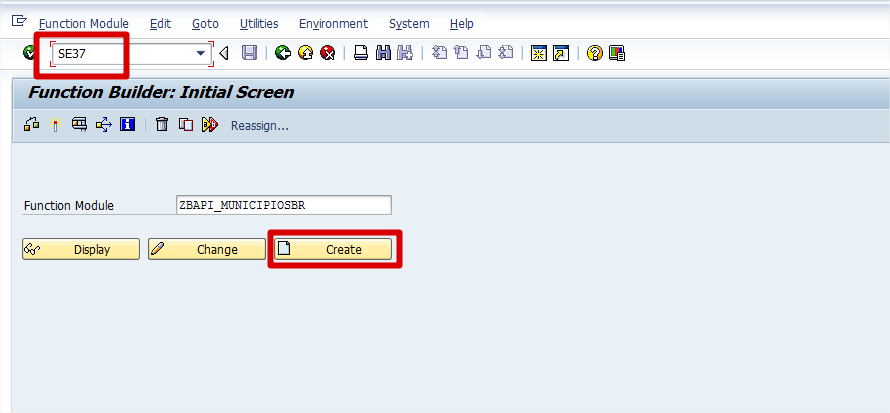 Function Module Edit Goto Utilities Environment System Help
SE37
Function Builder: Initial Screen
Reassign...
Function Module ZBAPI_MUNICIPIOSBR
Display Change Create